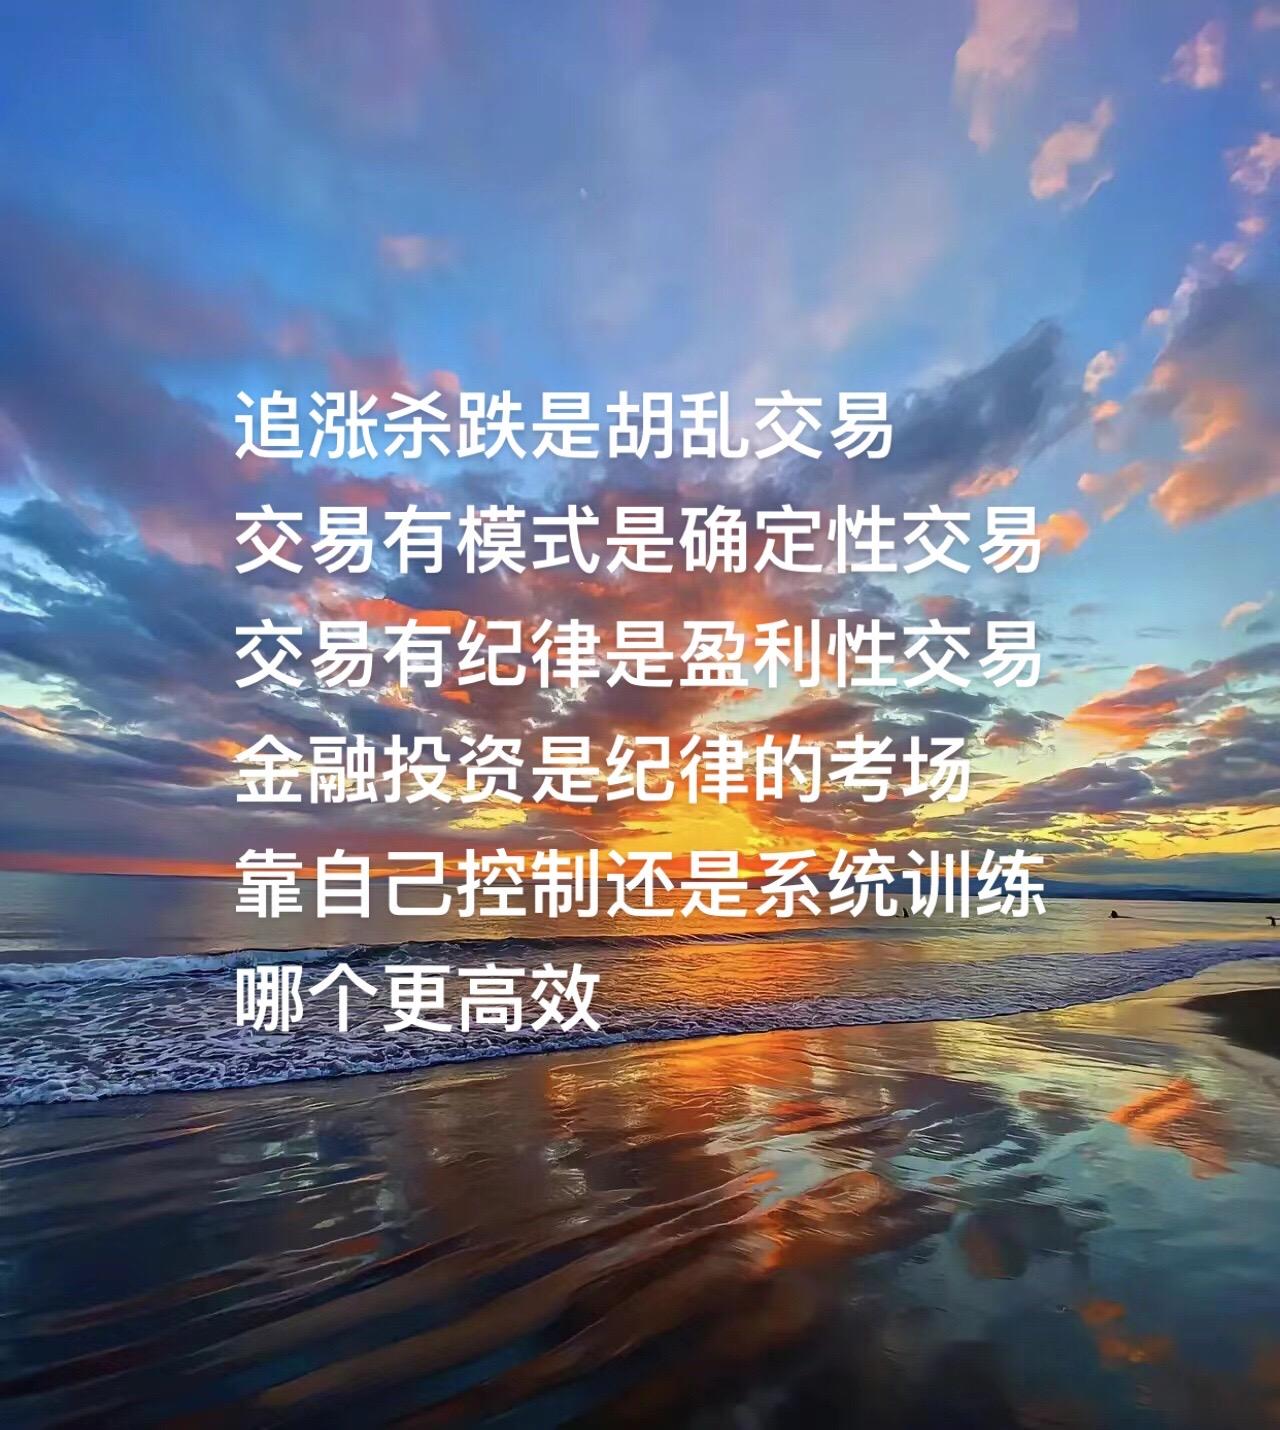 追涨杀跌是胡乱交易
交易有模式是确定性交易
交易有纪律是盈利性交易
金融投资是纪律的考场
靠自己控制还是系统训练
哪个更高效